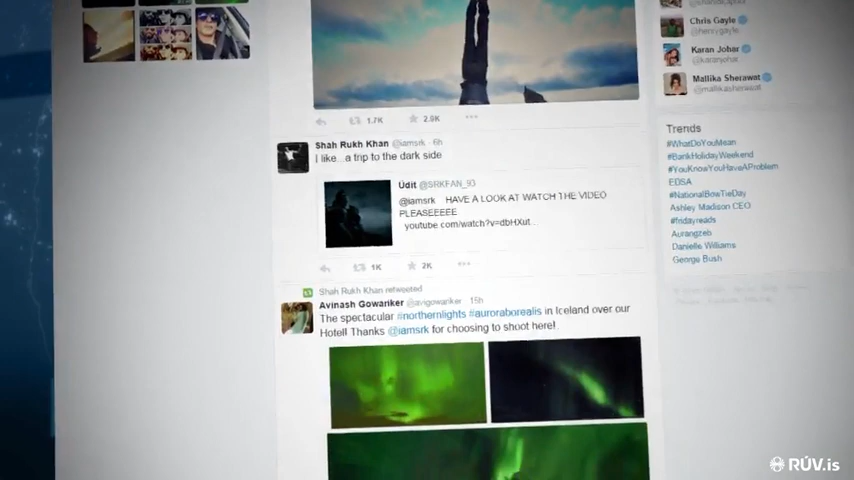 Chris Gayle
@henrygayle
Karan Johar
@karanjohar
Mallika Sherawat
@mallikasherawat
1.7K 2.9K
Trends
#WhatDoYouMean
#BankHolidayWeekend
#YouKnowYouHaveAProblem
EDSA
#NationalBowTieDay
Ashley Madison CEO
#fridayreads
Aurangzeb
Danielle Williams
George Bush
Shah Rukh Khan @iamsrk · 6h
I like...a trip to the dark side
Udit @SRKFAN_93
@iamsrk HAVE A LOOK AT WATCH THE VIDEO
PLEASEEEEE
youtube.com/watch?v=dbHXut...
1K 2K
Shah Rukh Khan retweeted
Avinash Gowariker @avigowariker · 15h
The spectacular #northernlights #auroraborealis in Iceland over our
Hotel! Thanks @iamsrk for choosing to shoot here!
RÚV.is